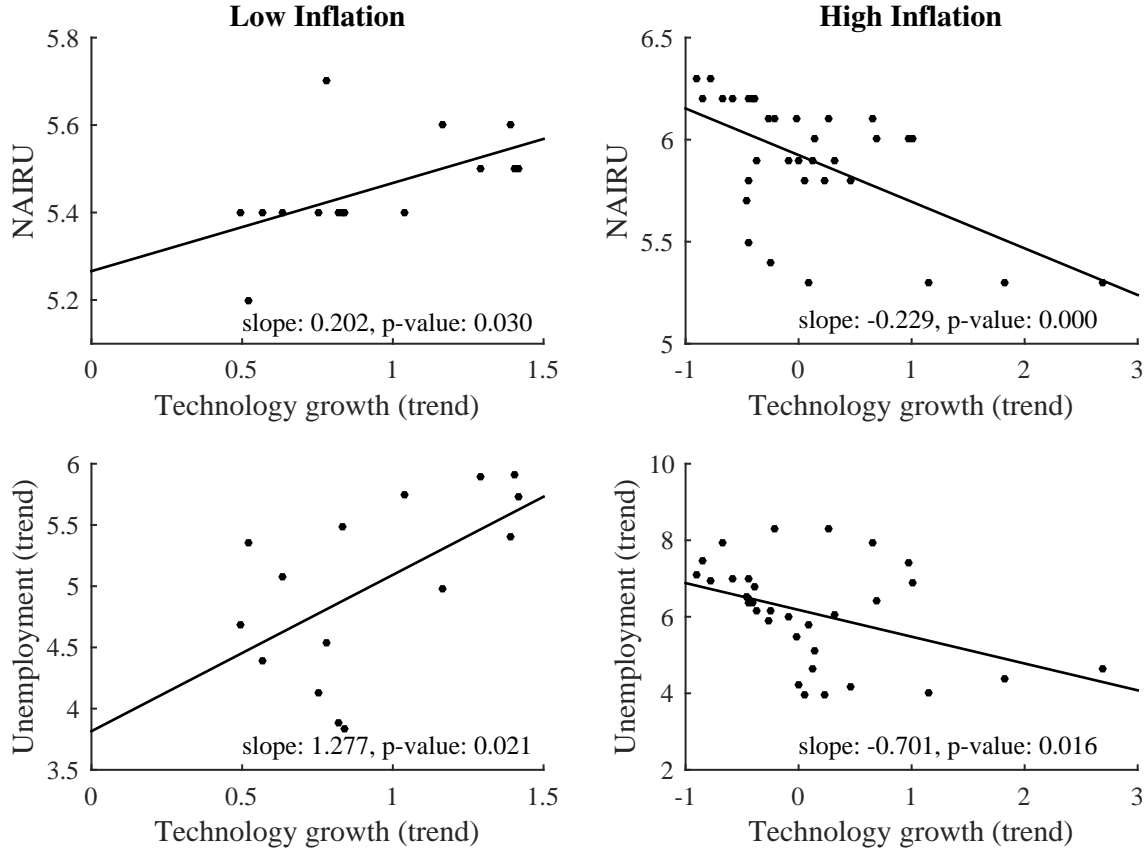 Low Inflation
5.8
5.6
5.4
5.2
NAIRU
slope: 0.202, p-value: 0.030
0
0.5
1
1.5
Technology growth (trend)
High Inflation
6.5
6
5.5
5
NAIRU
slope: -0.229, p-value: 0.000
-1
0
1
2
3
Technology growth (trend)
6
5.5
5
4.5
4
3.5
Unemployment (trend)
slope: 1.277, p-value: 0.021
0
0.5
1
1.5
Technology growth (trend)
10
8
6
4
2
Unemployment (trend)
slope: -0.701, p-value: 0.016
-1
0
1
2
3
Technology growth (trend)